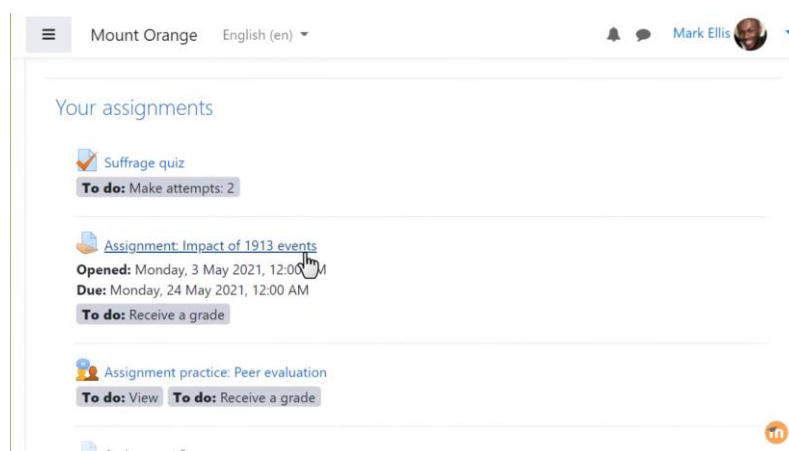 Mount Orange English (en)
Mark Ellis
Your assignments
Suffrage quiz
To do: Make attempts: 2
Assignment: Impact of 1913 events
Opened: Monday, 3 May 2021, 12:00 M
Due: Monday, 24 May 2021, 12:00 AM
To do: Receive a grade
Assignment practice: Peer evaluation
To do: View To do: Receive a grade